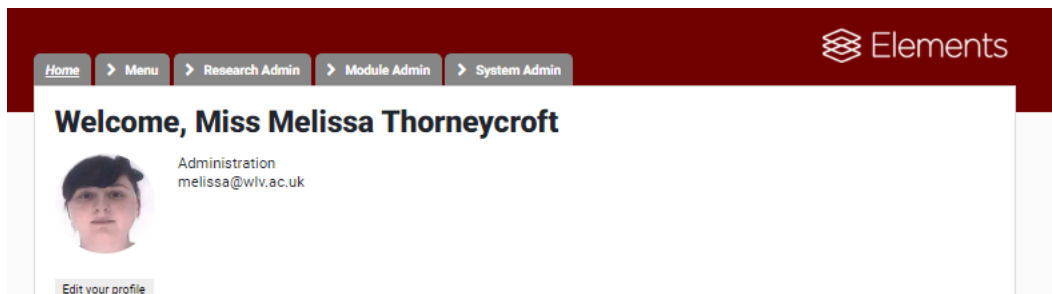 Elements
Home > Menu > Research Admin > Module Admin > System Admin
Welcome, Miss Melissa Thorneycroft
Administration
melissa@wlv.ac.uk
Edit your profile